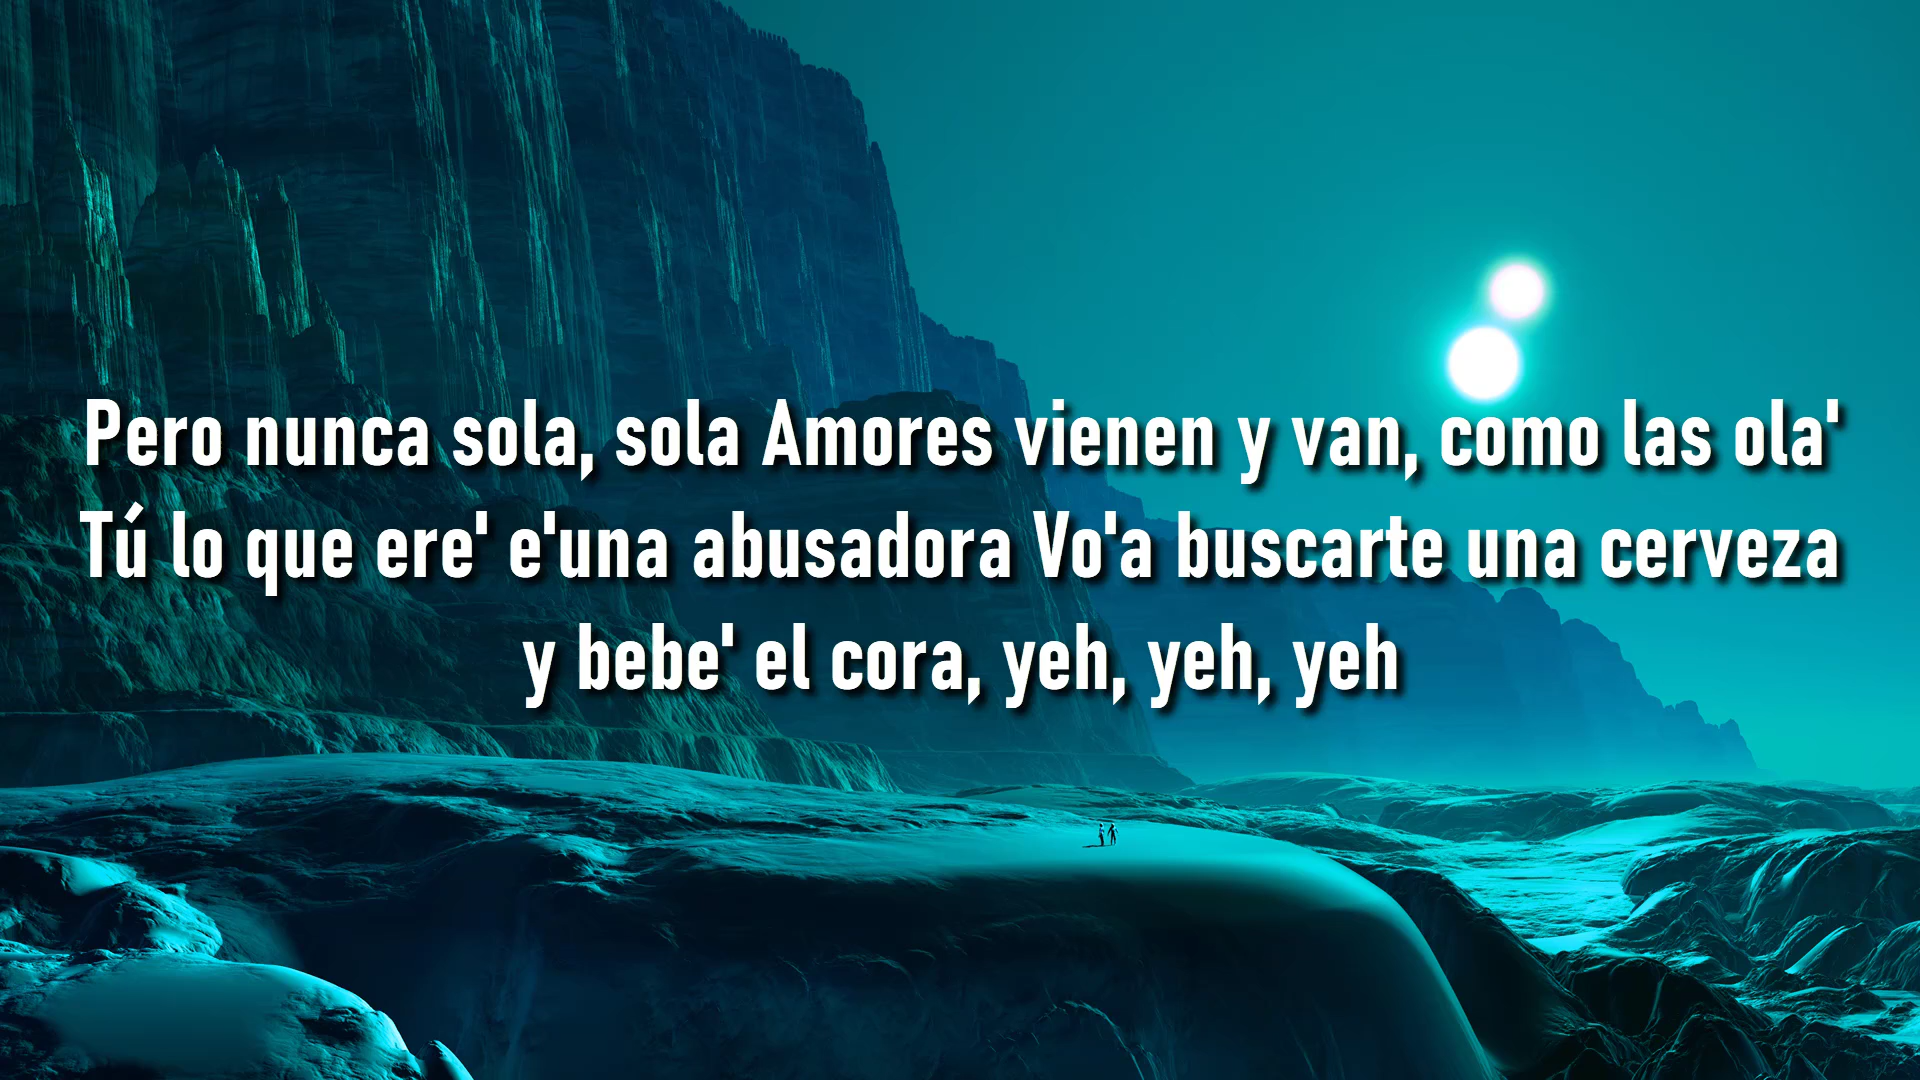 Pero nunca sola, sola Amores vienen y van, como las ola'
Tú lo que ere' e'una abusadora Vo'a buscarte una cerveza
y bebe' el cora, yeh, yeh, yeh